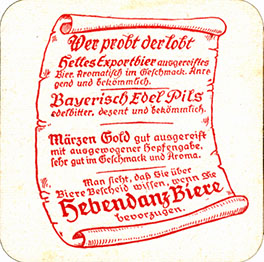 Wer probt der lobt
Helles Exportbier ausgereiftes
Bier. Aromatisch im Geschmack. Anre
gend und bekömmlich.
Bayerisch Edel Pils
edelbitter, dezent und bekömmlich.
Märzen Gold gut ausgereift
mit ausgewogener Hopfengabe.
sehr gut im Geschmack und Aroma.
Man sieht, daß Sie über
Biere Bescheid wissen, wenn Sie
Hebendanz Biere
bevorzugen.